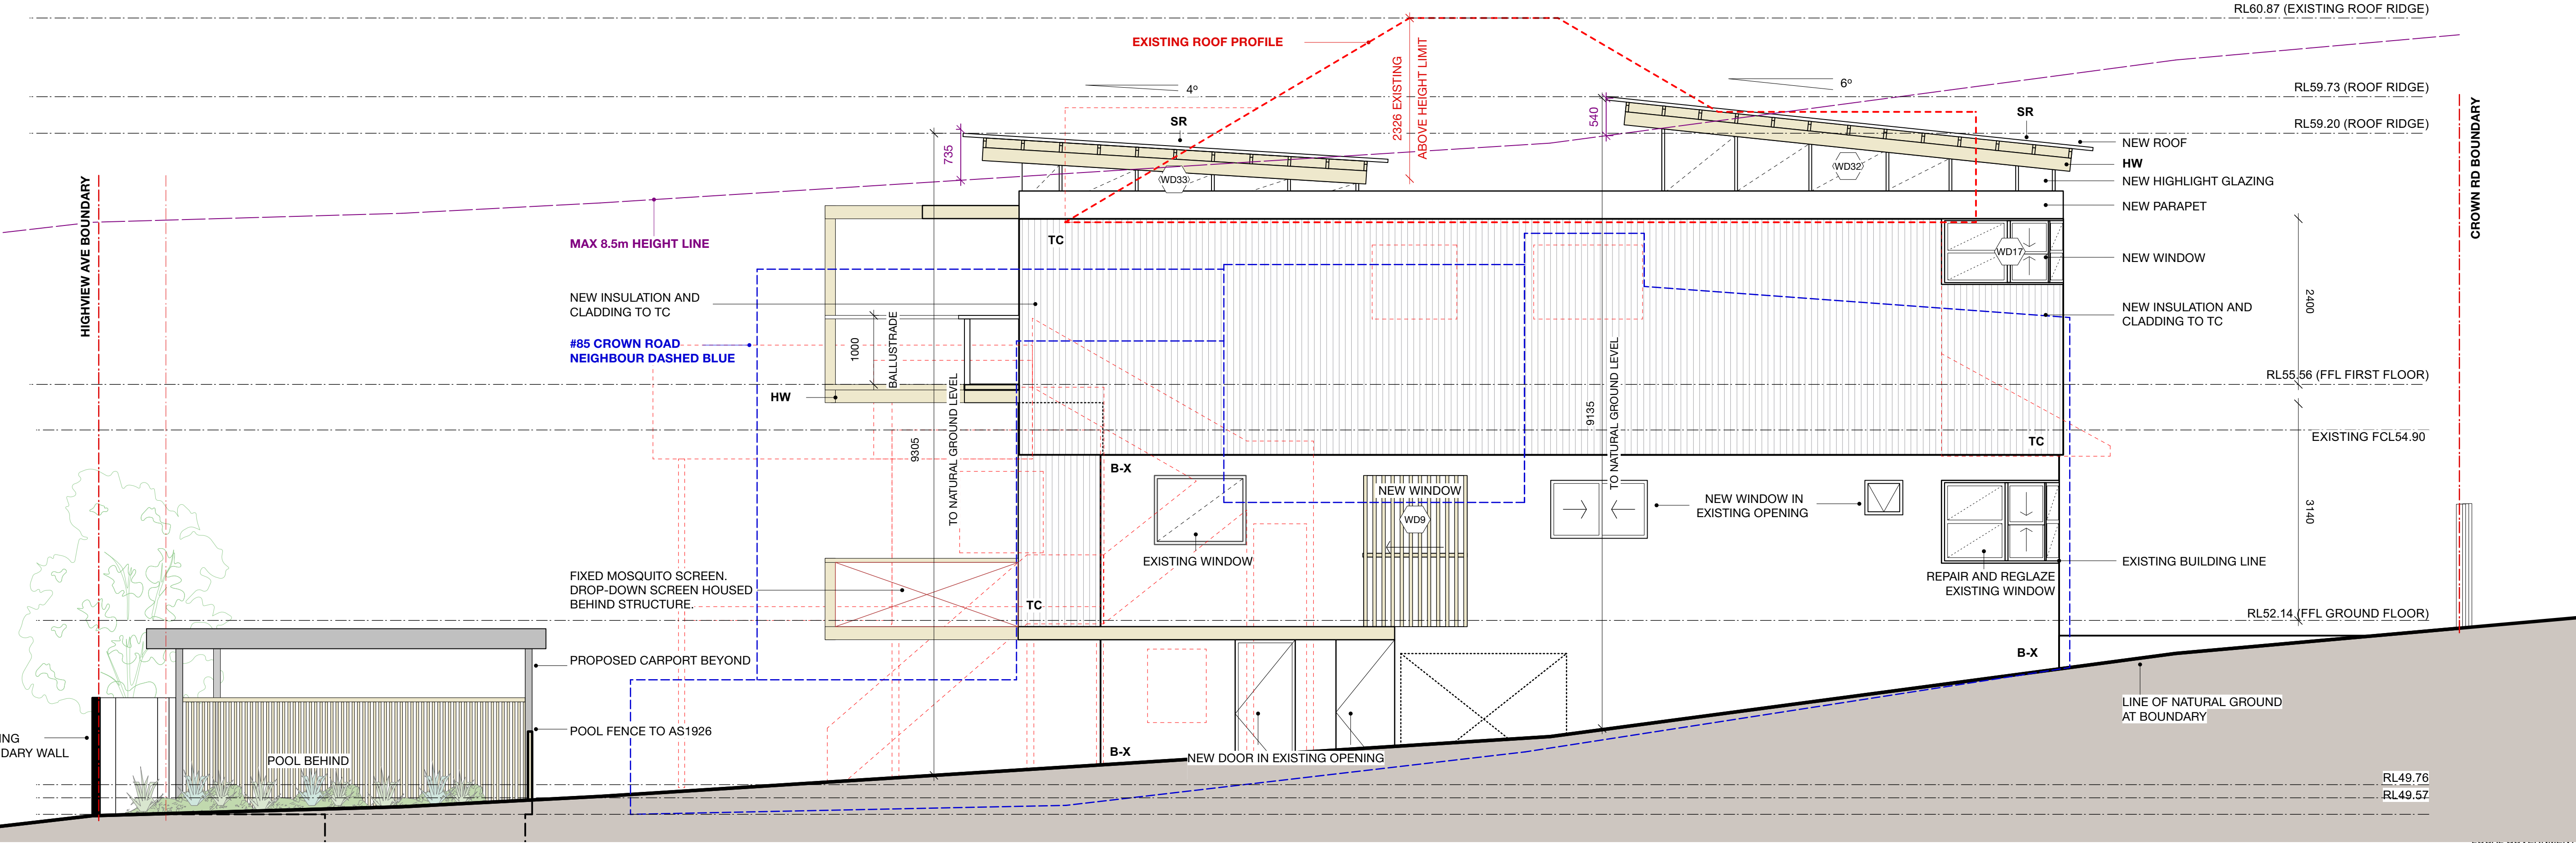 RL60.87 (EXISTING ROOF RIDGE)
EXISTING ROOF PROFILE
2326 EXISTING
ABOVE HEIGHT LIMIT
4º
6º
RL59.73 (ROOF RIDGE)
SR
SR
540
735
RL59.20 (ROOF RIDGE)
NEW ROOF
HW
WD33
WD32
NEW HIGHLIGHT GLAZING
NEW PARAPET
HIGHVIEW AVE BOUNDARY
CROWN RD BOUNDARY
MAX 8.5m HEIGHT LINE
TC
WD17
NEW WINDOW
NEW INSULATION AND
CLADDING TO TC
NEW INSULATION AND
CLADDING TO TC
2400
#85 CROWN ROAD
NEIGHBOUR DASHED BLUE
1000
BALLUSTRADE
RL55.56 (FFL FIRST FLOOR)
HW
9305
TO NATURAL GROUND LEVEL
9135
TO NATURAL GROUND LEVEL
EXISTING FCL54.90
TC
B-X
NEW WINDOW
WD9
NEW WINDOW IN
EXISTING OPENING
3140
EXISTING WINDOW
EXISTING BUILDING LINE
REPAIR AND REGLAZE
EXISTING WINDOW
FIXED MOSQUITO SCREEN.
DROP-DOWN SCREEN HOUSED
BEHIND STRUCTURE.
TC
RL52.14 (FFL GROUND FLOOR)
PROPOSED CARPORT BEYOND
B-X
LINE OF NATURAL GROUND
AT BOUNDARY
POOL FENCE TO AS1926
ING
DARY WALL
POOL BEHIND
B-X
NEW DOOR IN EXISTING OPENING
RL49.76
RL49.57